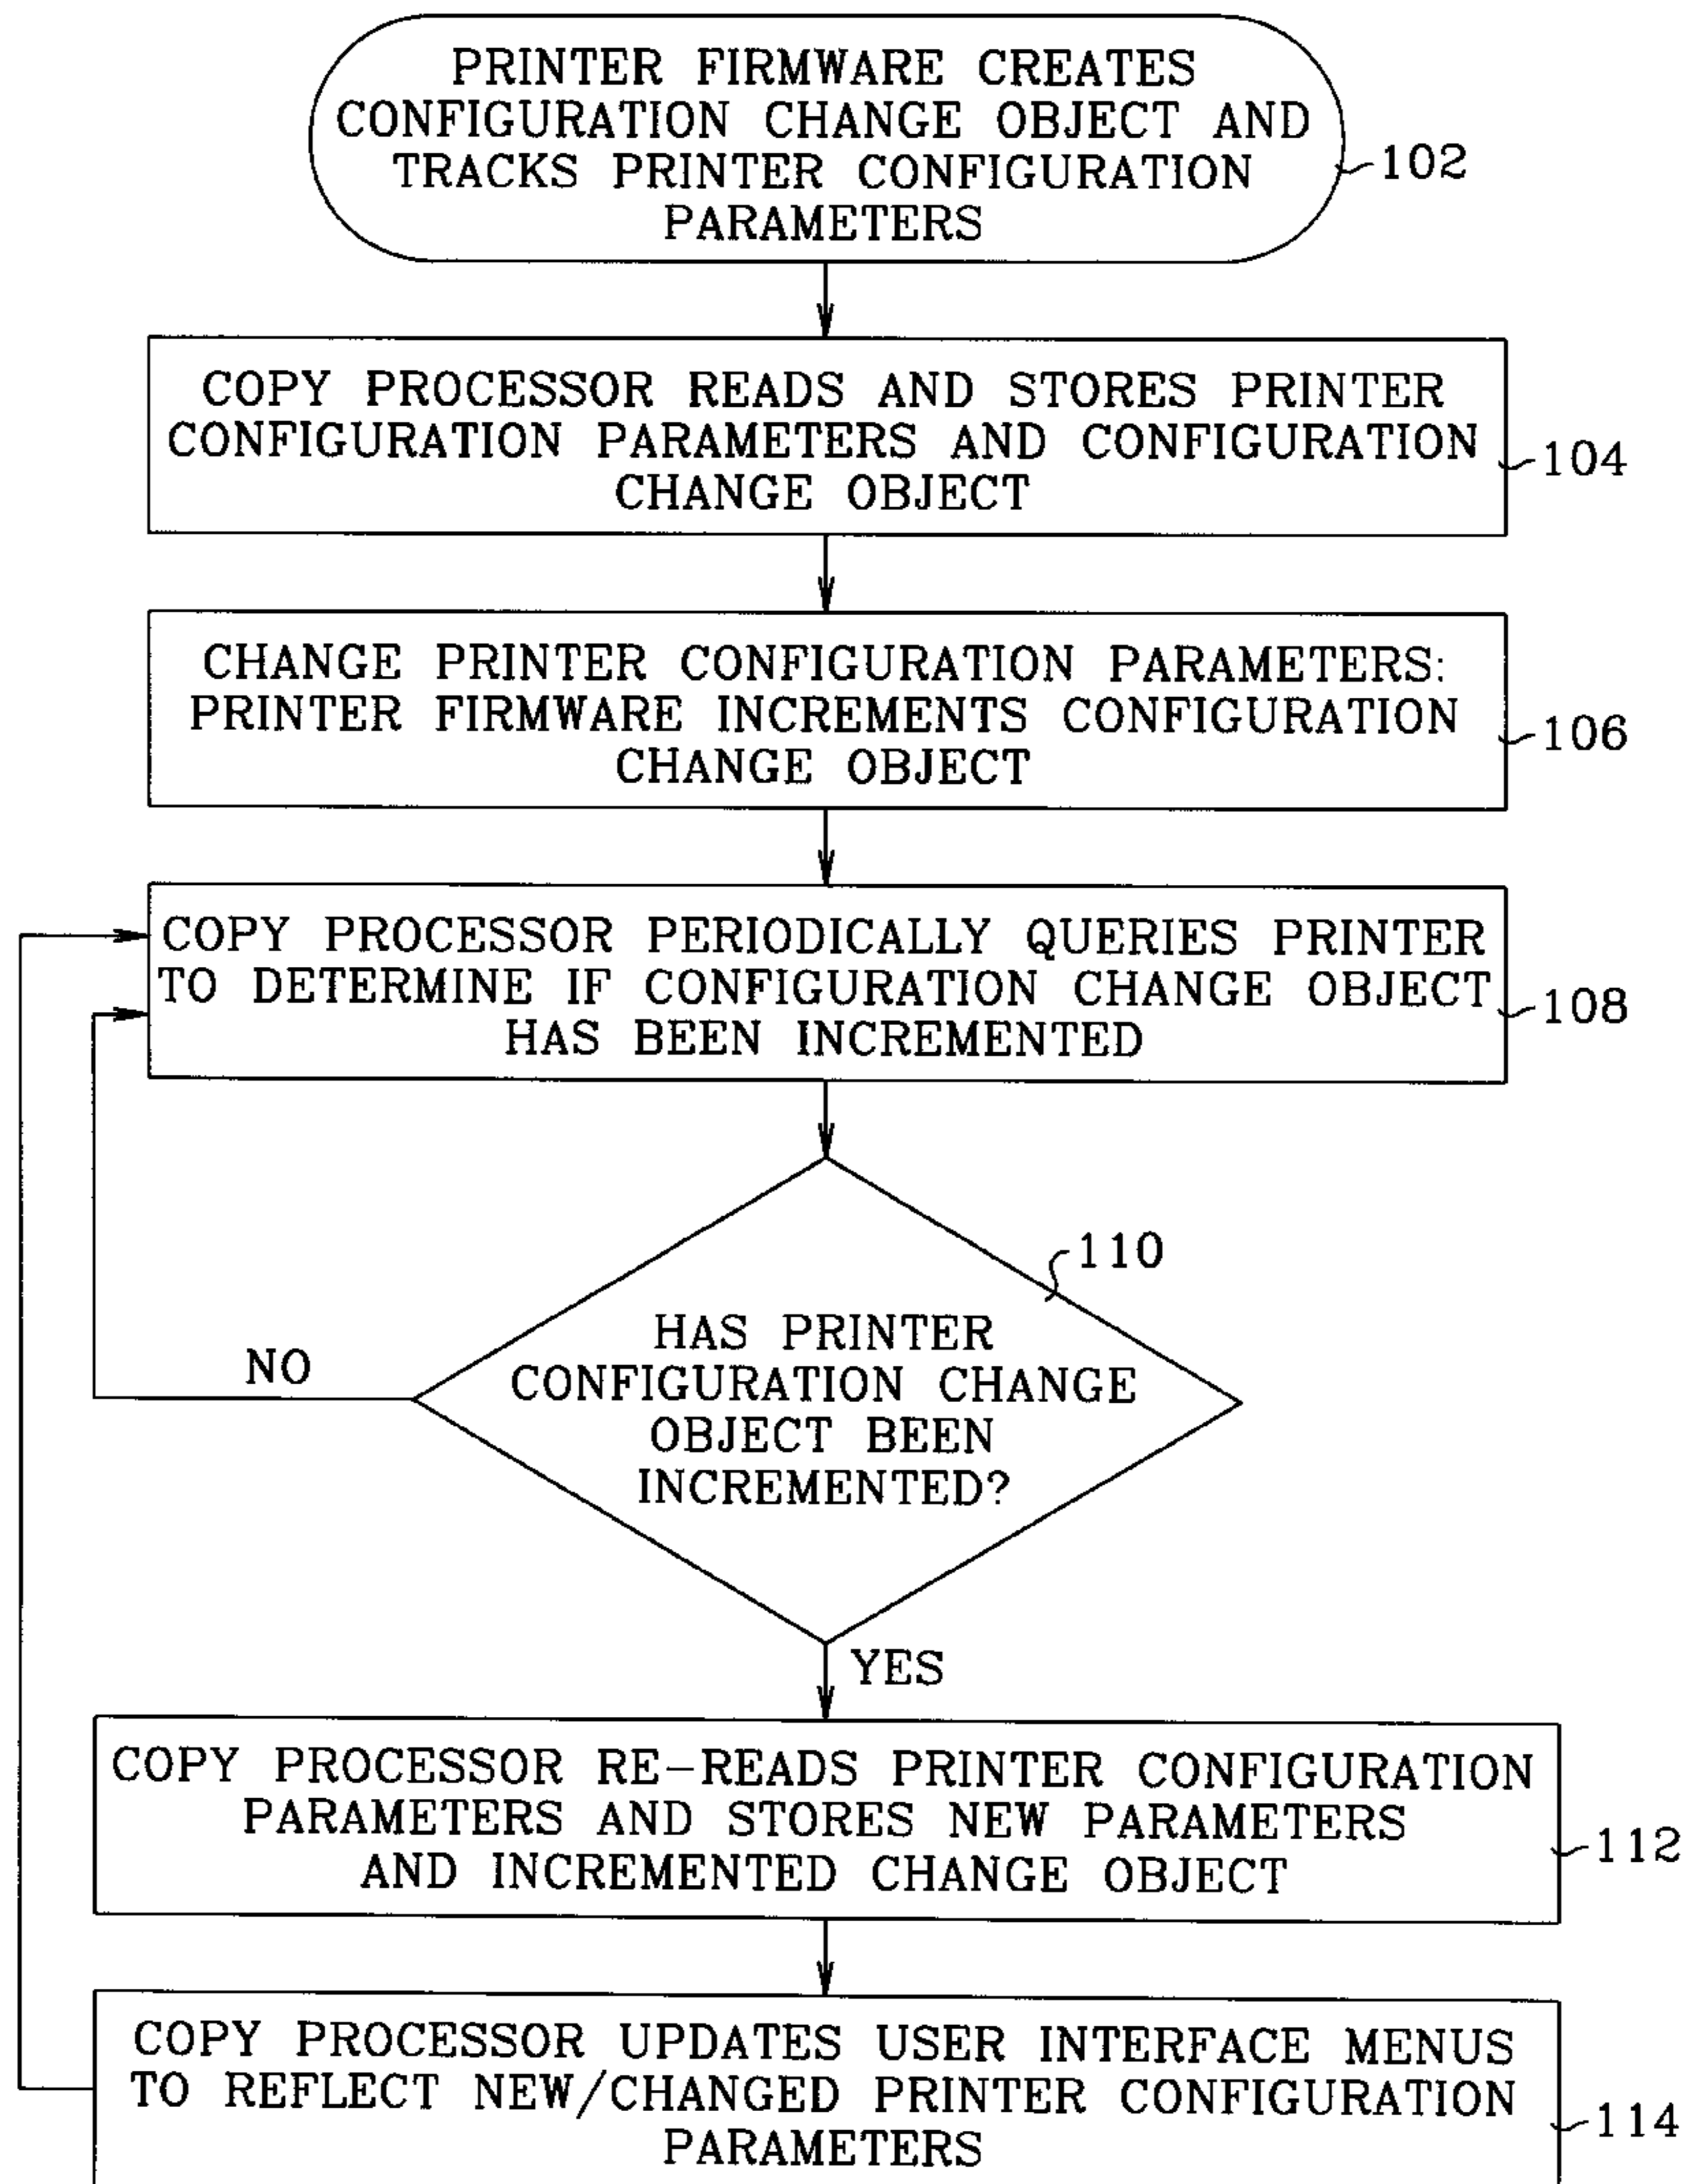 PRINTER FIRMWARE CREATES
CONFIGURATION CHANGE OBJECT AND
TRACKS PRINTER CONFIGURATION
PARAMETERS
102
COPY PROCESSOR READS AND STORES PRINTER
CONFIGURATION PARAMETERS AND CONFIGURATION
CHANGE OBJECT
104
CHANGE PRINTER CONFIGURATION PARAMETERS:
PRINTER FIRMWARE INCREMENTS CONFIGURATION
CHANGE OBJECT
106
COPY PROCESSOR PERIODICALLY QUERIES PRINTER
TO DETERMINE IF CONFIGURATION CHANGE OBJECT
HAS BEEN INCREMENTED
108
110
HAS PRINTER
CONFIGURATION CHANGE
OBJECT BEEN
INCREMENTED?
NO
YES
COPY PROCESSOR RE-READS PRINTER CONFIGURATION
PARAMETERS AND STORES NEW PARAMETERS
AND INCREMENTED CHANGE OBJECT
112
COPY PROCESSOR UPDATES USER INTERFACE MENUS
TO REFLECT NEW/CHANGED PRINTER CONFIGURATION
PARAMETERS
114